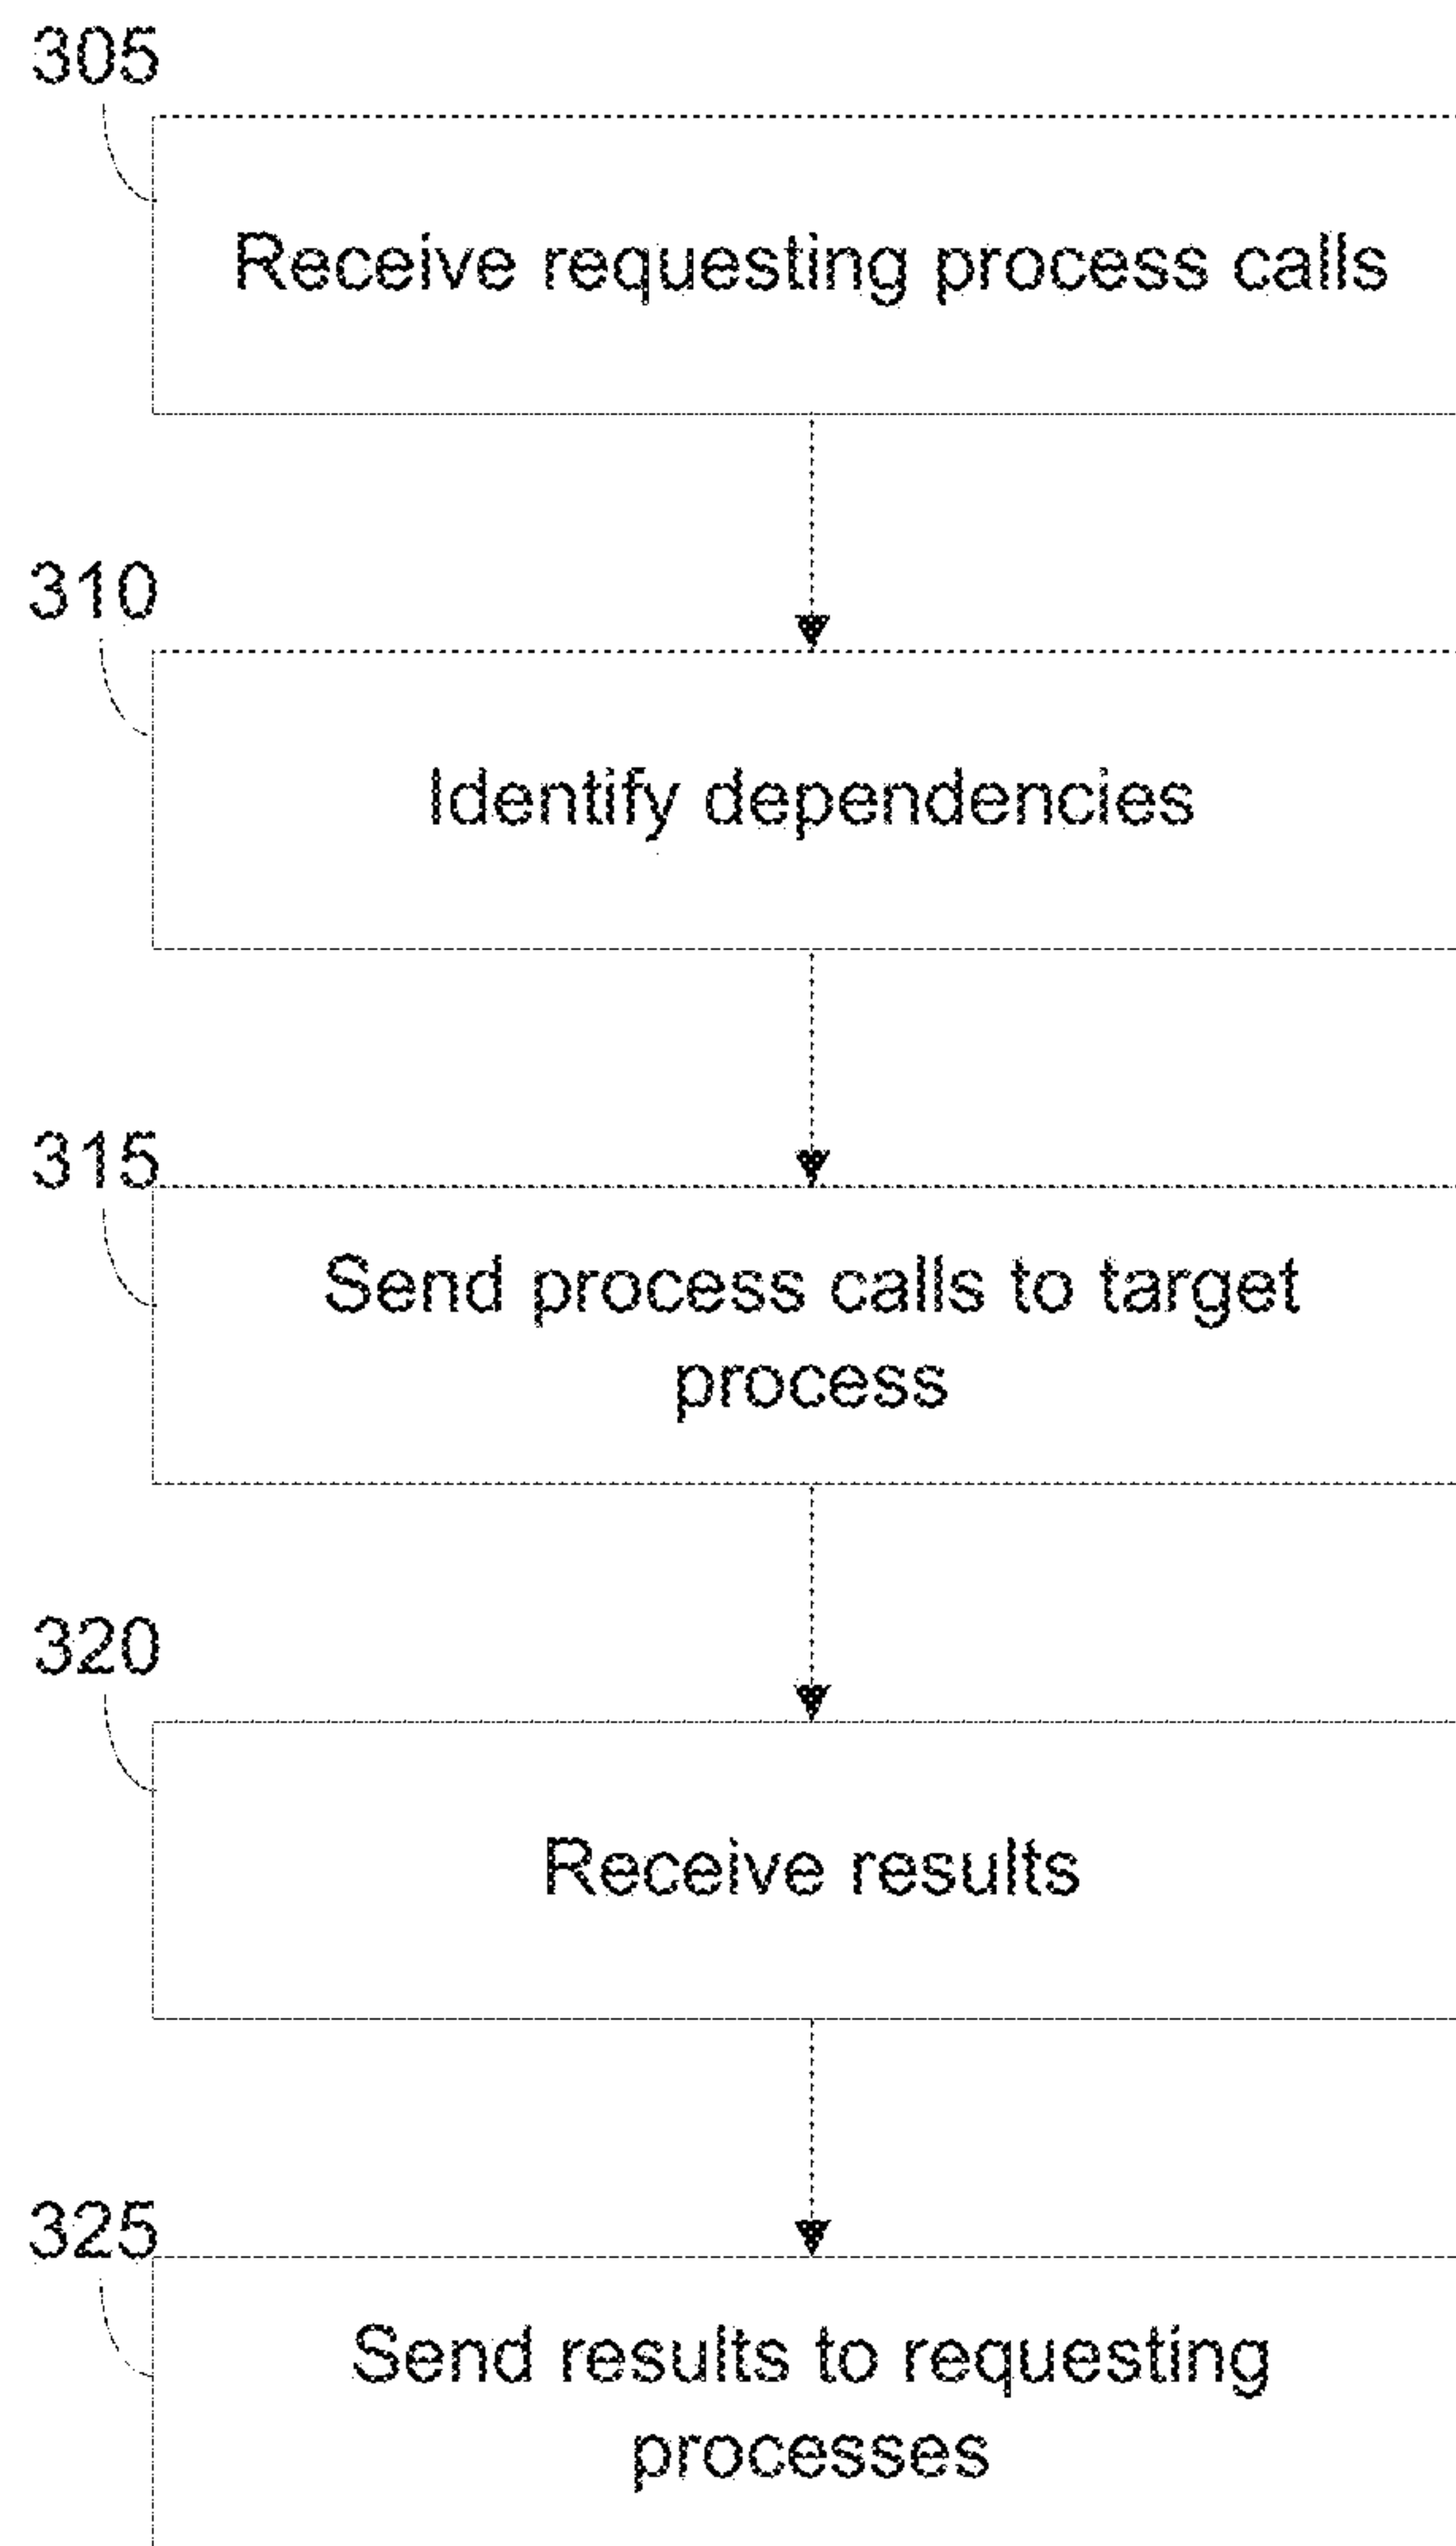 305
Receive requesting process calls
310
Identify dependencies
315
Send process calls to target
process
320
Receive results
325
Send results to requesting
processes